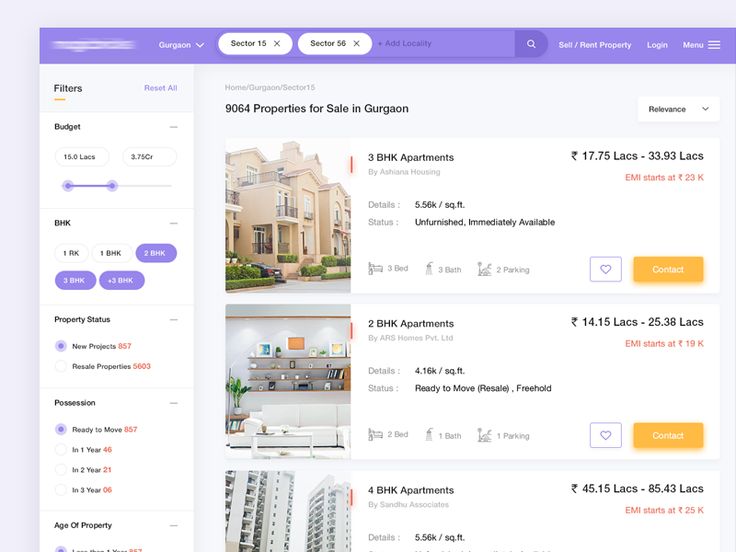 Gurgaon
Sector 15 ×
Sector 56 ×
+ Add Locality
Sell / Rent Property
Login
Menu
Filters
Reset All
Budget
15.0 Lacs
3.75Cr
BHK
1 RK
1 BHK
2 BHK
3 BHK
+3 BHK
Property Status
New Projects 857
Resale Properties 5603
Possession
Ready to Move 857
In 1 Year 46
In 2 Year 21
In 3 Year 06
Age Of Property
Less than 1 Year 857
Home/Gurgaon/Sector15
9064 Properties for Sale in Gurgaon
Relevance
3 BHK Apartments
₹ 17.75 Lacs - 33.93 Lacs
By Ashiana Housing
EMI starts at ₹ 23 K
Details : 5.56k / sq.ft.
Status : Unfurnished, Immediately Available
3 Bed
3 Bath
2 Parking
Contact
2 BHK Apartments
₹ 14.15 Lacs - 25.38 Lacs
By ARS Homes Pvt. Ltd
EMI starts at ₹ 19 K
Details : 4.16k / sq.ft.
Status : Ready to Move (Resale) , Freehold
2 Bed
1 Bath
1 Parking
Contact
4 BHK Apartments
₹ 45.15 Lacs - 85.43 Lacs
By Sandhu Associates
EMI starts at ₹ 25 K
Details : 5.56k / sq.ft.